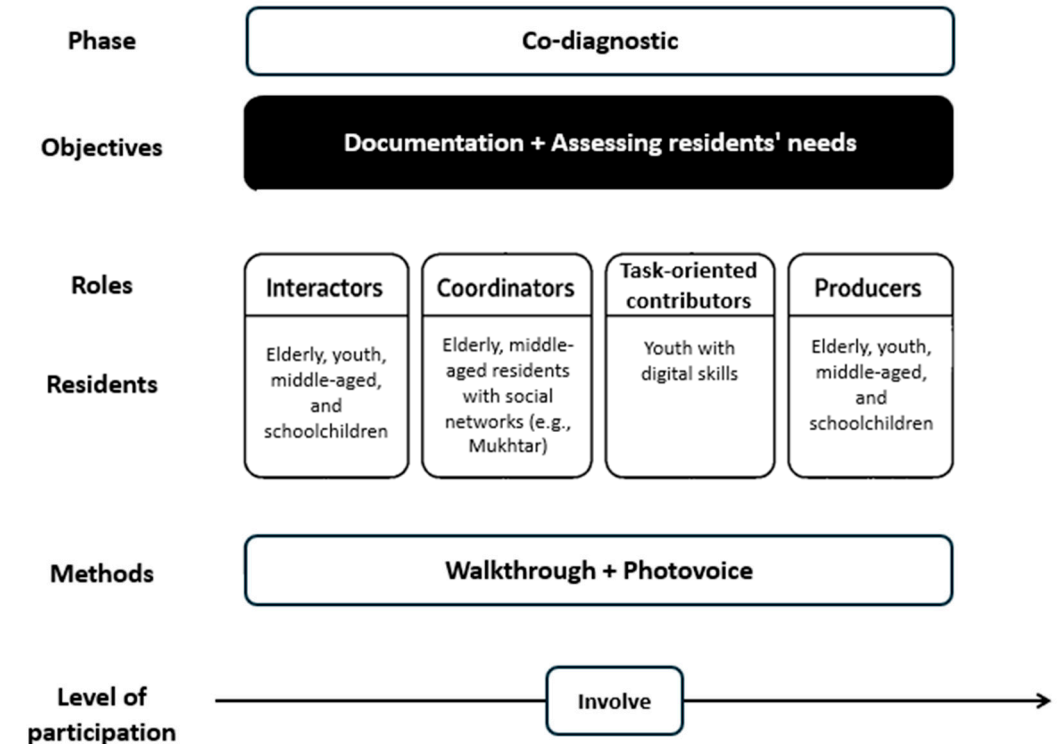 Phase
Co-diagnostic
Objectives
Documentation + Assessing residents' needs
Roles
Interactors
Coordinators
Task-oriented
contributors
Producers
Residents
Elderly, youth,
middle-aged,
and
schoolchildren
Elderly, middle-
aged residents
with social
networks (e.g.,
Mukhtar)
Youth with
digital skills
Elderly, youth,
middle-aged,
and
schoolchildren
Methods
Walkthrough + Photovoice
Level of
participation
Involve